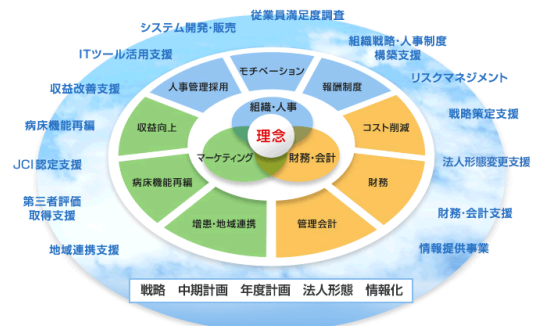 従業員満足度調査
システム開発・販売
組織戦略・人事制度
構築支援
ITツール活用支援
リスクマネジメント
収益改善支援
戦略策定支援
病床機能再編
法人形態変更支援
JCI認定支援
第三者評価
取得支援
財務・会計支援
地域連携支援
情報提供事業
モチベーション
人事管理採用
報酬制度
収益向上
コスト削減
病床機能再編
財務
増患・地域連携
管理会計
組織・人事
理念
マーケティング
財務・会計
戦略 中期計画 年度計画 法人形態 情報化